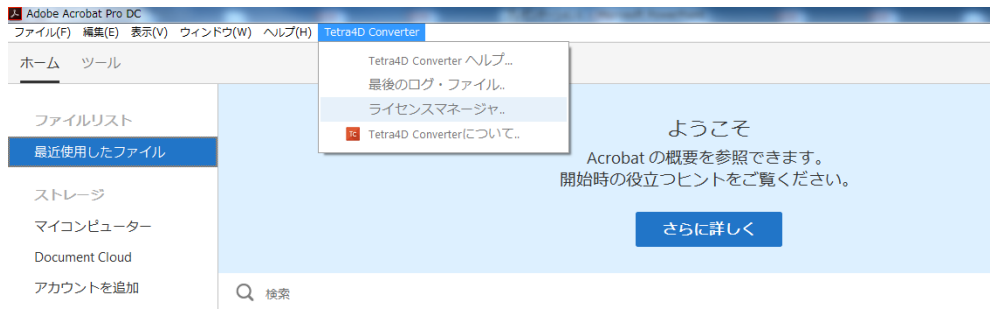 Adobe Acrobat Pro DC
ファイル(F) 編集(E) 表示(V) ウィンドウ(W) ヘルプ(H) Tetra4D Converter
ホーム ツール
Tetra4D Converter ヘルプ...
最後のログ・ファイル..
ライセンスマネージャ..
Tc Tetra4D Converterについて..
ファイルリスト
最近使用したファイル
ストレージ
マイコンピューター
Document Cloud
アカウントを追加
ようこそ
Acrobat の概要を参照できます。
開始時の役立つヒントをご覧ください。
さらに詳しく
検索